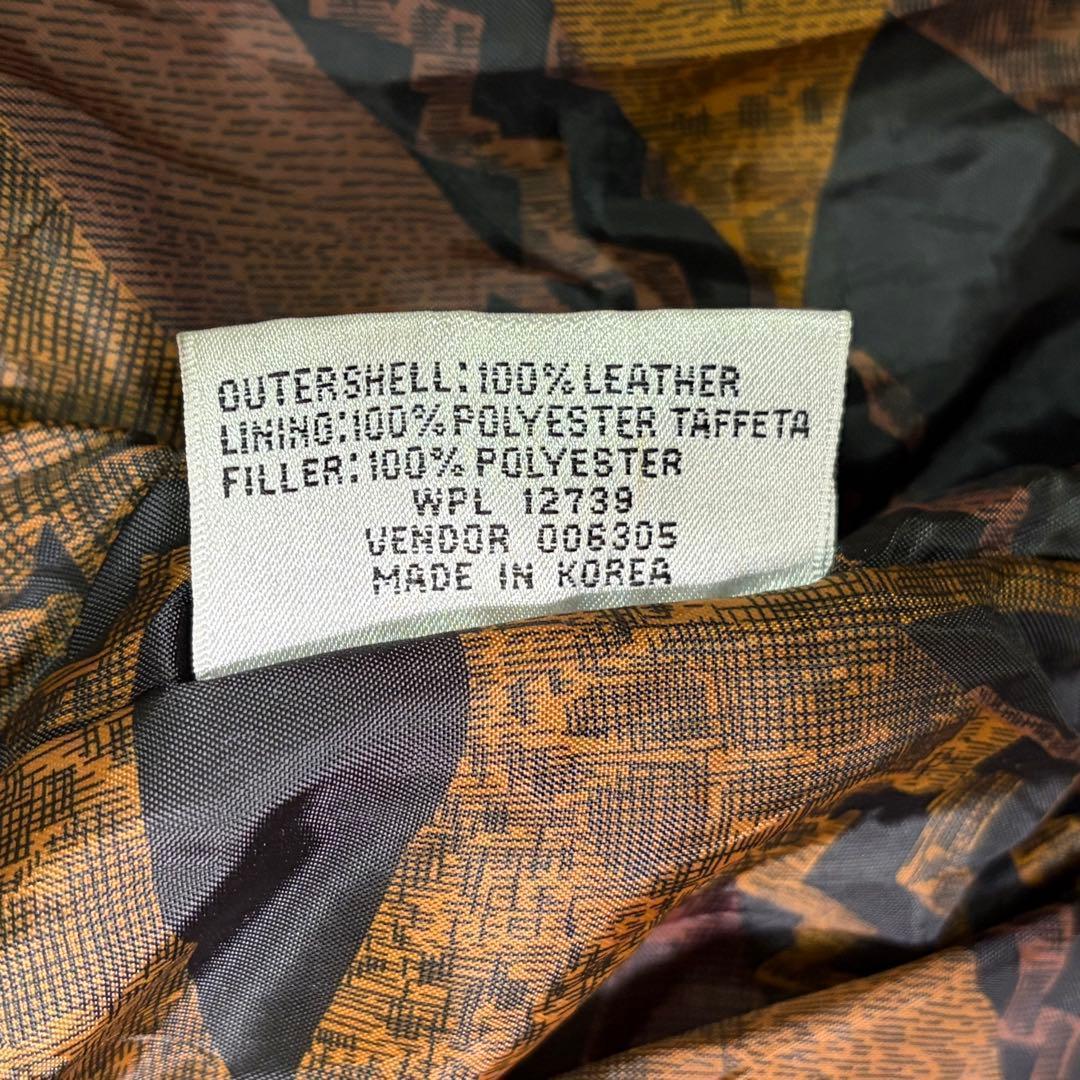 OUTERSHELL:100% LEATHER
LINING:100% POLYESTER TAFFETA
FILLER:100% POLYESTER
WPL 12739
VENDOR 006305
MADE IN KOREA